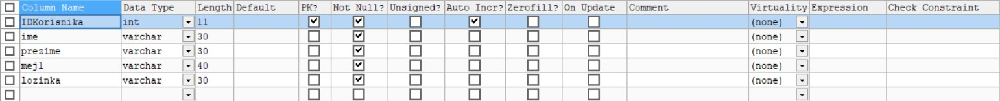 Column Name Data Type Length Default PK? Not Null? Unsigned? Auto Incr? Zerofill? On Update Comment Virtuality Expression Check Constraint
IDKorisnika int 11 (none)
ime varchar 30 (none)
prezime varchar 30 (none)
mejl varchar 40 (none)
lozinka varchar 30 (none)